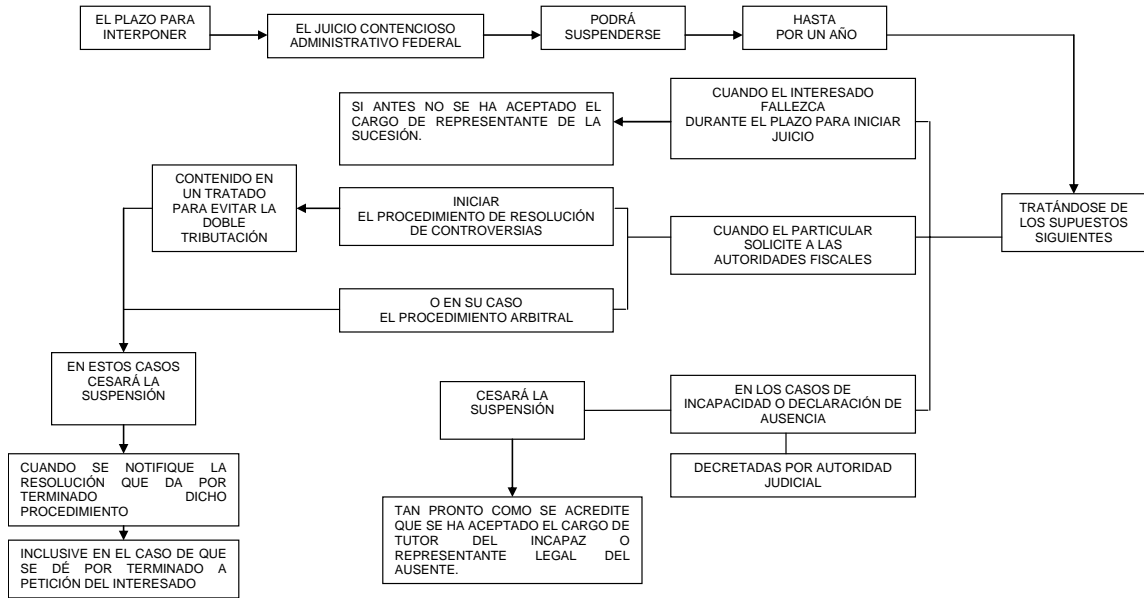 EL PLAZO PARA
INTERPONER
EL JUICIO CONTENCIOSO
ADMINISTRATIVO FEDERAL
PODRÁ
SUSPENDERSE
HASTA
POR UN AÑO
TRATÁNDOSE DE
LOS SUPUESTOS
SIGUIENTES
CUANDO EL INTERESADO
FALLEZCA
DURANTE EL PLAZO PARA INICIAR
JUICIO
SI ANTES NO SE HA ACEPTADO EL
CARGO DE REPRESENTANTE DE LA
SUCESIÓN.
CUANDO EL PARTICULAR
SOLICITE A LAS
AUTORIDADES FISCALES
INICIAR
EL PROCEDIMIENTO DE RESOLUCIÓN
DE CONTROVERSIAS
CONTENIDO EN
UN TRATADO
PARA EVITAR LA
DOBLE
TRIBUTACIÓN
O EN SU CASO
EL PROCEDIMIENTO ARBITRAL
EN ESTOS CASOS
CESARÁ LA
SUSPENSIÓN
CUANDO SE NOTIFIQUE LA
RESOLUCIÓN QUE DA POR
TERMINADO DICHO
PROCEDIMIENTO
INCLUSIVE EN EL CASO DE QUE
SE DÉ POR TERMINADO A
PETICIÓN DEL INTERESADO
EN LOS CASOS DE
INCAPACIDAD O DECLARACIÓN DE
AUSENCIA
DECRETADAS POR AUTORIDAD
JUDICIAL
CESARÁ LA
SUSPENSIÓN
TAN PRONTO COMO SE ACREDITE
QUE SE HA ACEPTADO EL CARGO DE
TUTOR DEL INCAPAZ O
REPRESENTANTE LEGAL DEL
AUSENTE.